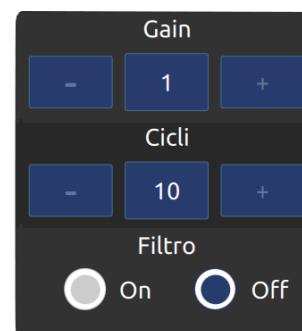 Gain
- 1 +
Cicli
- 10 +
Filtro
On Off